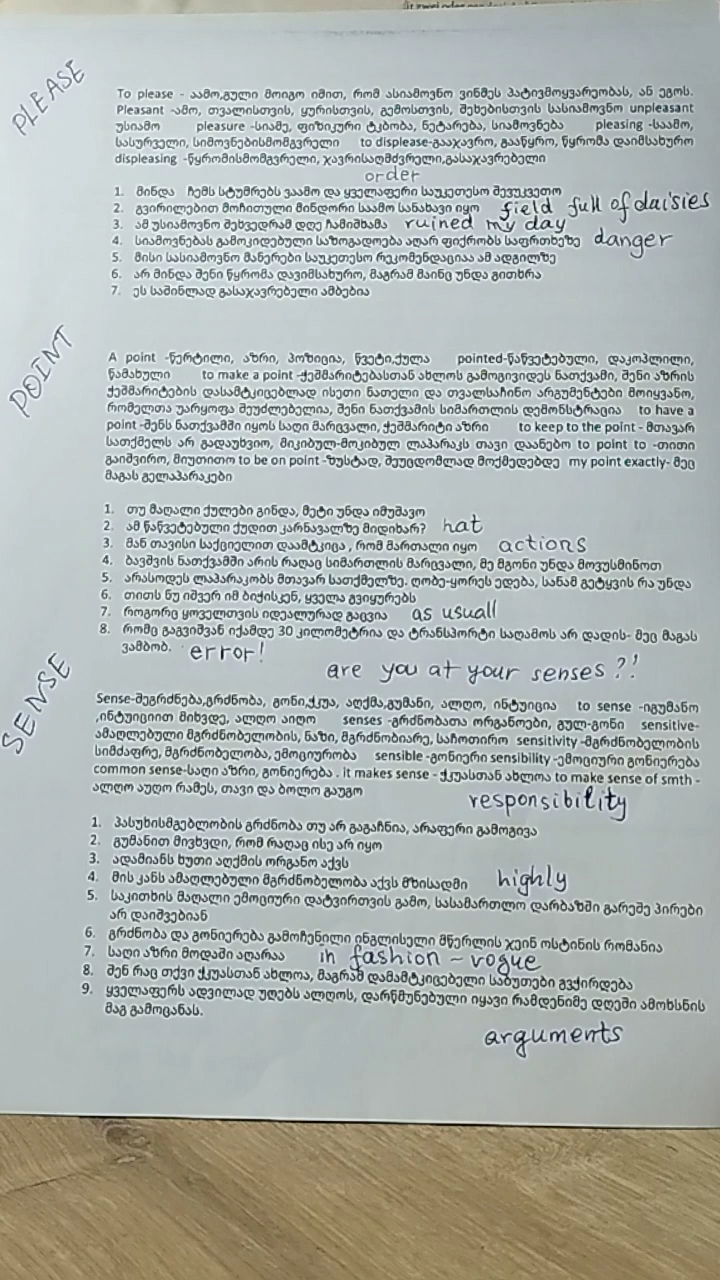 PLEASE
To please - აამო,გული მოიგო იმით, რომ ასიამოვნო ვინმეს პატივმოყვარეობას, ან ეგოს.
Pleasant -ამო, თვალისთვის, ყურისთვის, გემოსთვის, შეხებისთვის სასიამოვნო unpleasant
უსიამო pleasure -სიამე, ფიზიკური ტკბობა, ნეტარება, სიამოვნება pleasing -საამო,
სასურველი, სიმოვნებისმომგვრელი to displease-გააჯავრო, გააწყრო, წყრომა დაიმსახურო
displeasing -წყრომისმომგვრელი, ჯავრისაღმძვრელი,გასაჯავრებელი
order
1. მინდა ჩემს სტუმრებს ვაამო და ყველაფერი საუკეთესო შევუკვეთო
2. გვირილებით მოჩითული მინდორი საამო სანახავი იყო field full of daisies
3. ამ უსიამოვნო შეხვედრამ დღე ჩამიშხამა ruined my day
4. სიამოვნებას გამოკიდებული საზოგადოება აღარ ფიქრობს საფრთხეზე danger
5. მისი სასიამოვნო მანერები საუკეთესო რეკომენდაციაა ამ ადგილზე
6. არ მინდა შენი წყრომა დავიმსახურო, მაგრამ მაინც უნდა გითხრა
7. ეს საშინლად გასაჯავრებელი ამბებია
POINT
A point -წერტილი, აზრი, პოზიცია, წვეტი,ქულა pointed-წაწვეტებული, დაკოპლილი,
წამახული to make a point -ჭეშმარიტებასთან ახლოს გამოგივიდეს ნათქვამი, შენი აზრის
ჭეშმარიტების დასამტკიცებლად ისეთი ნათელი და თვალსაჩინო არგუმენტები მოიყვანო,
რომელთა უარყოფა შეუძლებელია, შენი ნათქვამის სიმართლის დემონსტრაცია to have a
point -შენს ნათქვამში იყოს საღი მარცვალი, ჭეშმარიტი აზრი to keep to the point - მთავარ
სათქმელს არ გადაუხვიო, მიკიბულ-მოკიბულ ლაპარაკს თავი დაანებო to point to -თითი
გაიშვირო, მიუთითო to be on point -ზუსტად, შეუცდომლად მოქმედებდე my point exactly- მეც
მაგას გელაპარაკები
1. თუ მაღალი ქულები გინდა, მეტი უნდა იმუშავო
2. ამ წაწვეტებული ქუდით კარნავალზე მიდიხარ? hat
3. მან თავისი საქციელით დაამტკიცა , რომ მართალი იყო actions
4. ბავშვის ნათქვამში არის რაღაც სიმართლის მარცვალი, მე მგონი უნდა მოვუსმინოთ
5. არასოდეს ლაპარაკობს მთავარ სათქმელზე. ღობე-ყორეს ედება, სანამ გეტყვის რა უნდა
6. თითს ნუ იშვერ იმ ბიჭისკენ, ყველა გვიყურებს
7. როგორც ყოველთვის იდეალურად გაცვია as usuall
8. რომც გაგვიშვან იქამდე 30 კილომეტრია და ტრანსპორტი საღამოს არ დადის- მეც მაგას
ვამბობ. error!
are you at your senses?!
SENSE
Sense-შეგრძნება,გრძნობა, გონი,ჭკუა, აღქმა,გუმანი, ალღო, ინტუიცია to sense -იგუმანო
,ინტუიციით მიხვდე, ალღო აიღო senses -გრძნობათა ორგანოები, გულ-გონი sensitive-
ამაღლებული მგრძნობელობის, ნაზი, მგრძნობიარე, საჩოთირო sensitivity -მგრძნობელობის
სიმძაფრე, მგრძნობელობა, ემოციურობა sensible -გონიერი sensibility -ემოციური გონიერება
common sense-საღი აზრი, გონიერება . it makes sense - ჭკუასთან ახლოა to make sense of smth -
ალღო აუღო რამეს, თავი და ბოლო გაუგო
responsibility
1. პასუხისმგებლობის გრძნობა თუ არ გაგაჩნია, არაფერი გამოგივა
2. გუმანით მივხვდი, რომ რაღაც ისე არ იყო
3. ადამიანს ხუთი აღქმის ორგანო აქვს
4. მის კანს ამაღლებული მგრძნობელობა აქვს მზისადმი highly
5. საკითხის მაღალი ემოციური დატვირთვის გამო, სასამართლო დარბაზში გარეშე პირები
არ დაიშვებიან
6. გრძნობა და გონიერება გამოჩენილი ინგლისელი მწერლის ჯეინ ოსტინის რომანია
7. საღი აზრი მოდაში აღარაა in fashion ~ vogue
8. შენ რაც თქვი ჭკუასთან ახლოა, მაგრამ დამამტკიცებელი საბუთები გვჭირდება
9. ყველაფერს ადვილად უღებს ალღოს, დარწმუნებული იყავი რამდენიმე დღეში ამოხსნის
მაგ გამოცანას.
arguments